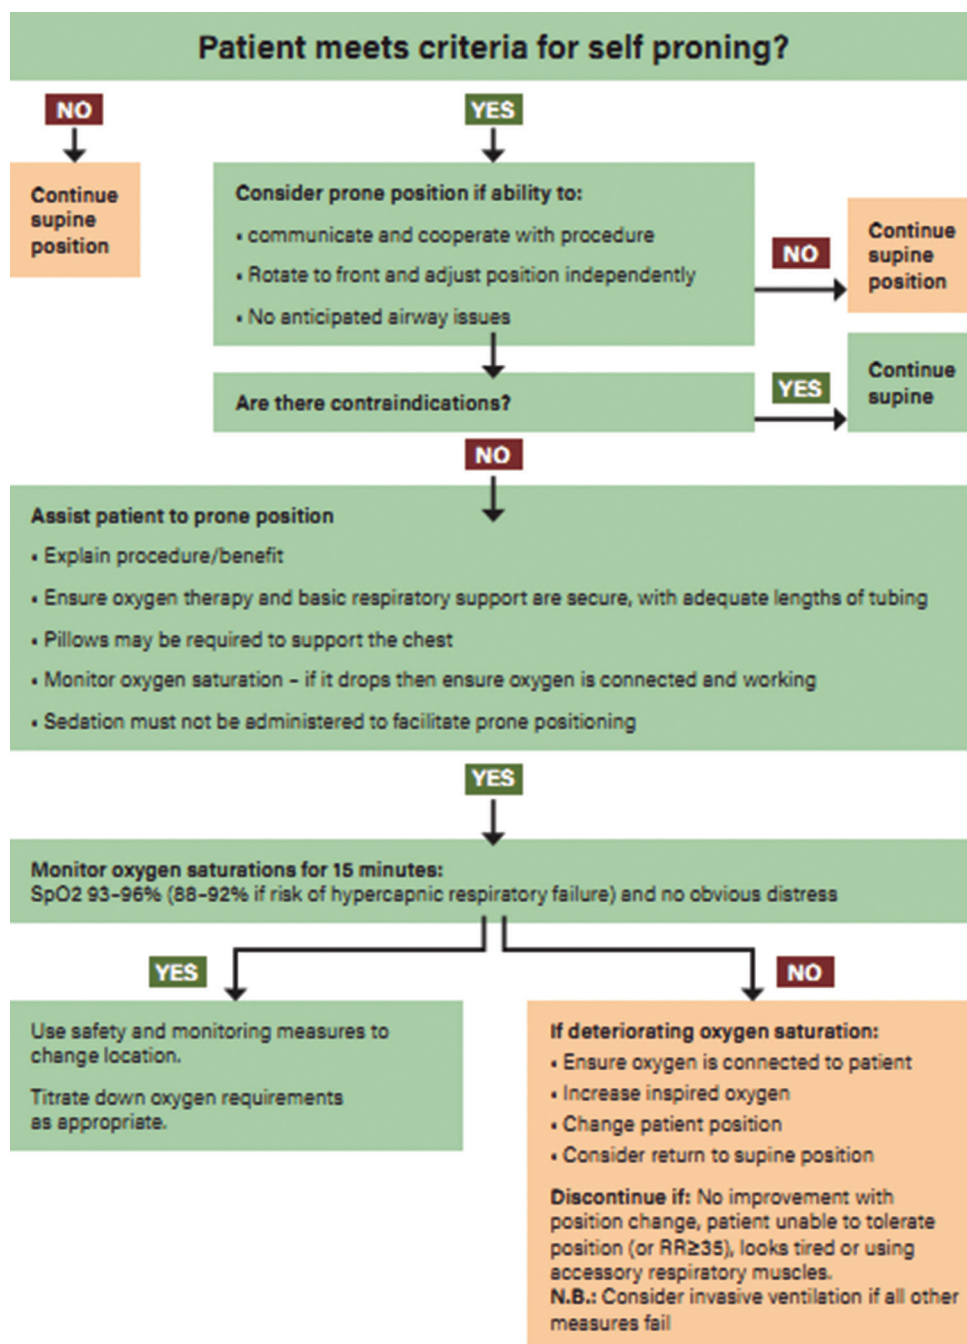 Patient meets criteria for self proning?
NO
YES
Continue
supine
position
Consider prone position if ability to:
• communicate and cooperate with procedure
• Rotate to front and adjust position independently
• No anticipated airway issues
NO
Continue
supine
position
Are there contraindications?
YES
Continue
supine
NO
Assist patient to prone position
• Explain procedure/benefit
• Ensure oxygen therapy and basic respiratory support are secure, with adequate lengths of tubing
• Pillows may be required to support the chest
• Monitor oxygen saturation – if it drops then ensure oxygen is connected and working
• Sedation must not be administered to facilitate prone positioning
YES
Monitor oxygen saturations for 15 minutes:
SpO2 93–96% (88–92% if risk of hypercapnic respiratory failure) and no obvious distress
YES
Use safety and monitoring measures to
change location.
Titrate down oxygen requirements
as appropriate.
NO
If deteriorating oxygen saturation:
• Ensure oxygen is connected to patient
• Increase inspired oxygen
• Change patient position
• Consider return to supine position
Discontinue if: No improvement with
position change, patient unable to tolerate
position (or RR≥35), looks tired or using
accessory respiratory muscles.
N.B.: Consider invasive ventilation if all other
measures fail